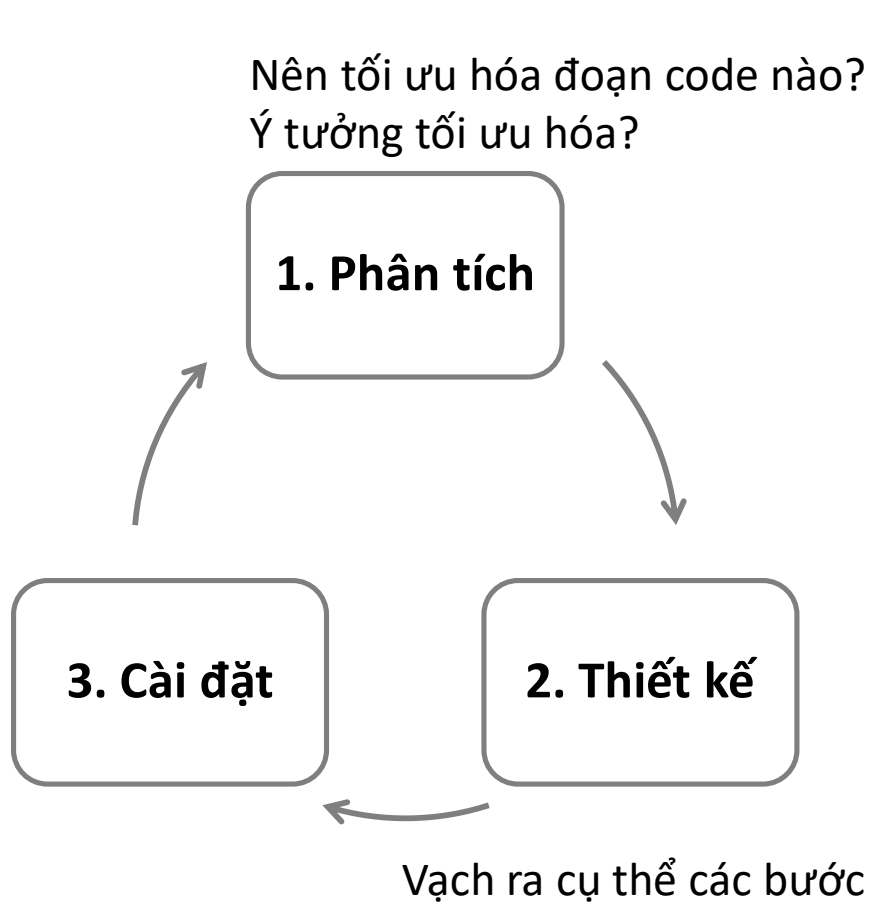 Nên tối ưu hóa đoạn code nào?
Ý tưởng tối ưu hóa?
1. Phân tích
3. Cài đặt
2. Thiết kế
Vạch ra cụ thể các bước